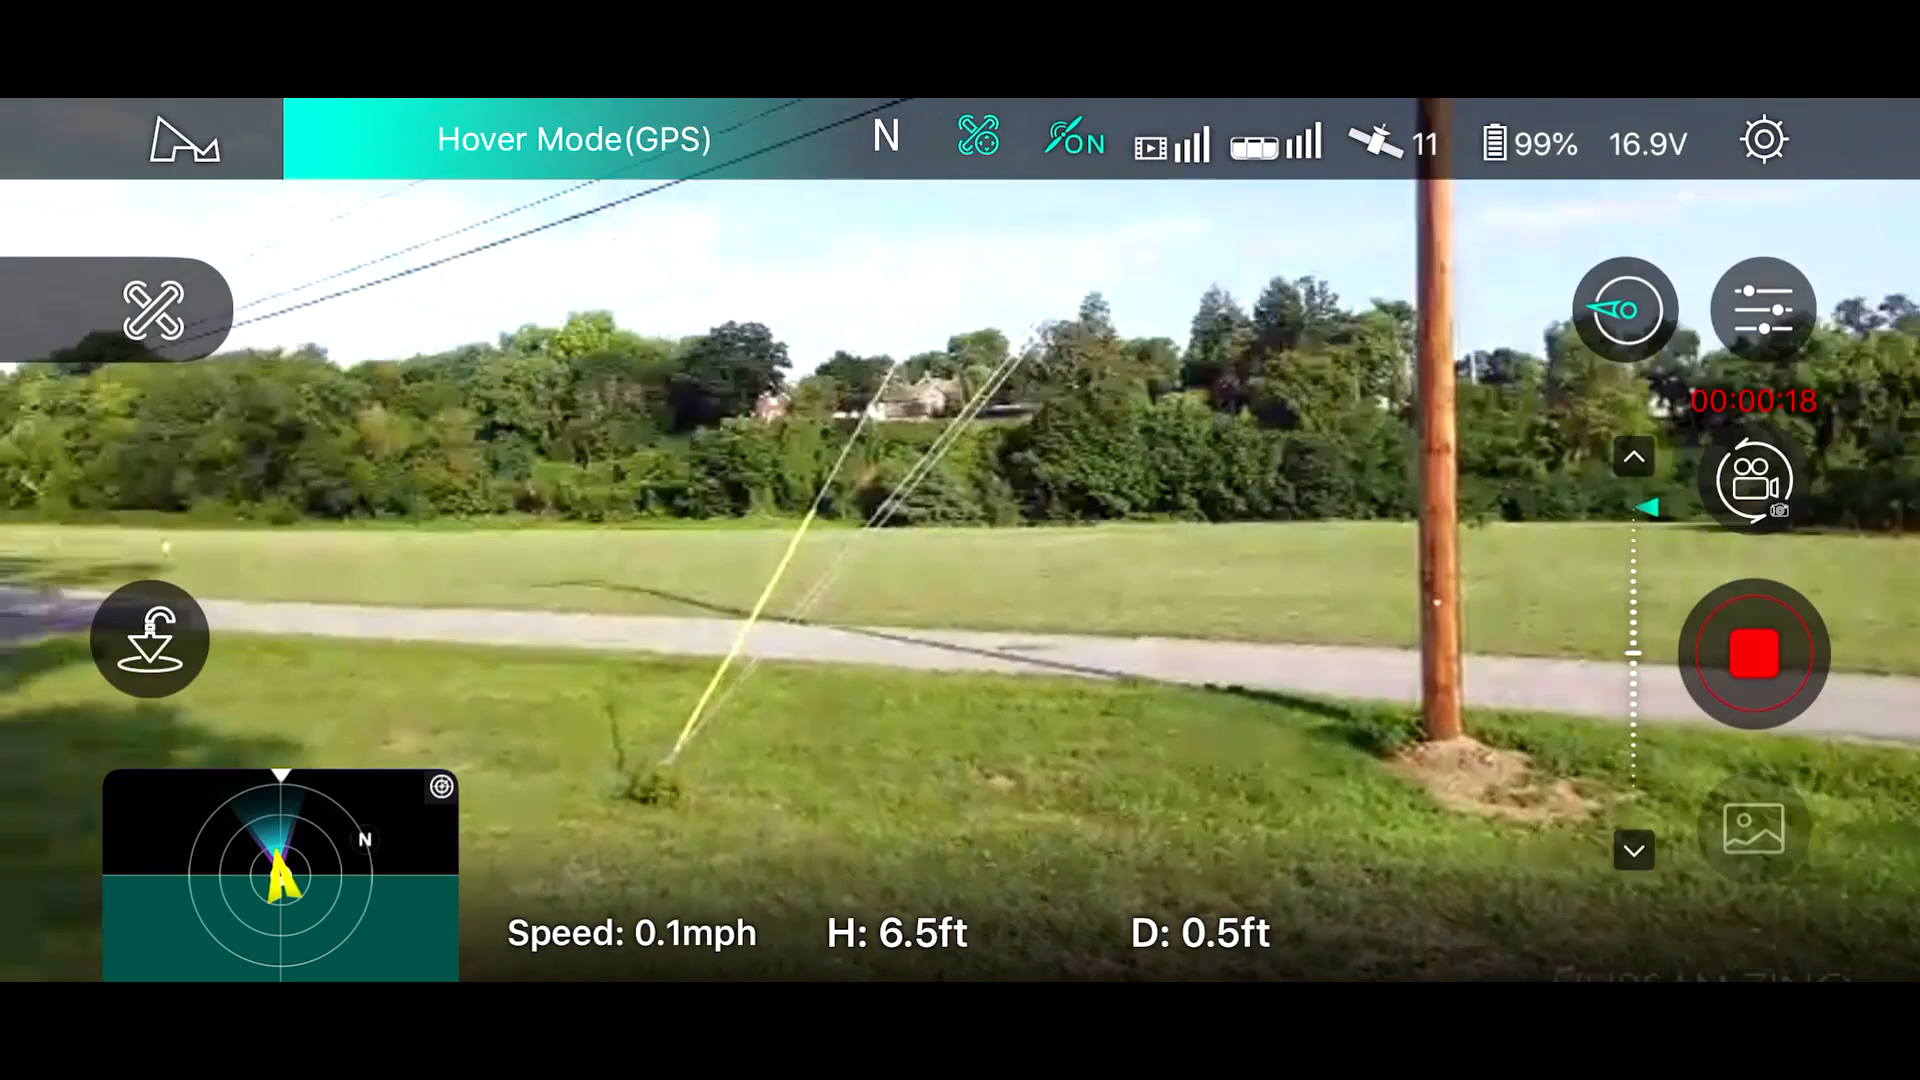 Hover Mode(GPS)
N
ON
11
99%
16.9V
00:00:18
N
Speed: 0.1mph
H: 6.5ft
D: 0.5ft